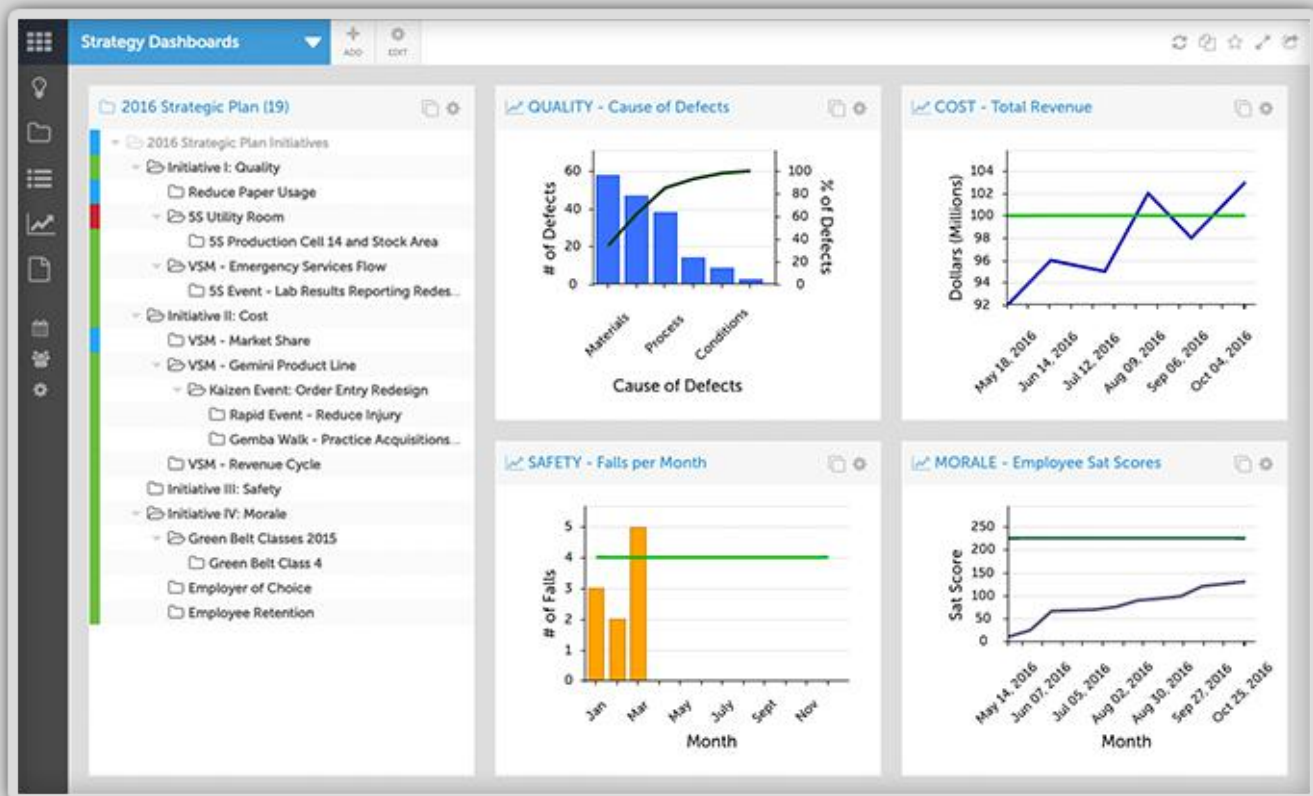 Strategy Dashboards
ADD
EDIT
2016 Strategic Plan (19)
2016 Strategic Plan Initiatives
Initiative I: Quality
Reduce Paper Usage
5S Utility Room
5S Production Cell 14 and Stock Area
VSM - Emergency Services Flow
5S Event - Lab Results Reporting Redes...
Initiative II: Cost
VSM - Market Share
VSM - Gemini Product Line
Kaizen Event: Order Entry Redesign
Rapid Event - Reduce Injury
Gemba Walk - Practice Acquisitions...
VSM - Revenue Cycle
Initiative III: Safety
Initiative IV: Morale
Green Belt Classes 2015
Green Belt Class 4
Employer of Choice
Employee Retention
QUALITY - Cause of Defects
# of Defects
60
40
20
0
100
80
60
40
20
0
% of Defects
Materials
Process
Conditions
Cause of Defects
COST - Total Revenue
Dollars (Millions)
104
102
100
98
96
94
92
May 18, 2016
Jun 14, 2016
Jul 12, 2016
Aug 09, 2016
Sep 06, 2016
Oct 04, 2016
SAFETY - Falls per Month
# of Falls
5
4
3
2
1
0
Jan
Mar
May
July
Sept
Nov
Month
MORALE - Employee Sat Scores
Sat Score
250
200
150
100
50
0
May 14, 2016
Jun 07, 2016
Jul 05, 2016
Aug 02, 2016
Aug 30, 2016
Sep 27, 2016
Oct 25, 2016
Month